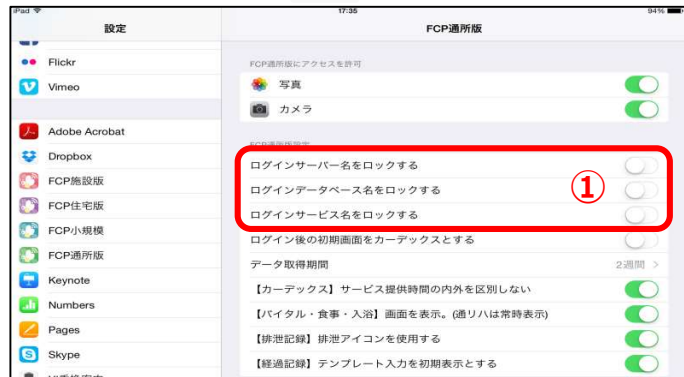 iPad 17:35 94%
設定 FCP通所版
Flickr
Vimeo
Adobe Acrobat
Dropbox
FCP施設版
FCP住宅版
FCP小規模
FCP通所版
Keynote
Numbers
Pages
Skype
FCP通所版にアクセスを許可
写真
カメラ
FCP通所版設定
ログインサーバー名をロックする
ログインデータベース名をロックする
ログインサービス名をロックする
①
ログイン後の初期画面をカーデックスとする
データ取得期間 2週間 >
【カーデックス】サービス提供時間の内外を区別しない
【バイタル・食事・入浴】画面を表示。(通リハは常時表示)
【排泄記録】排泄アイコンを使用する
【経過記録】テンプレート入力を初期表示とする